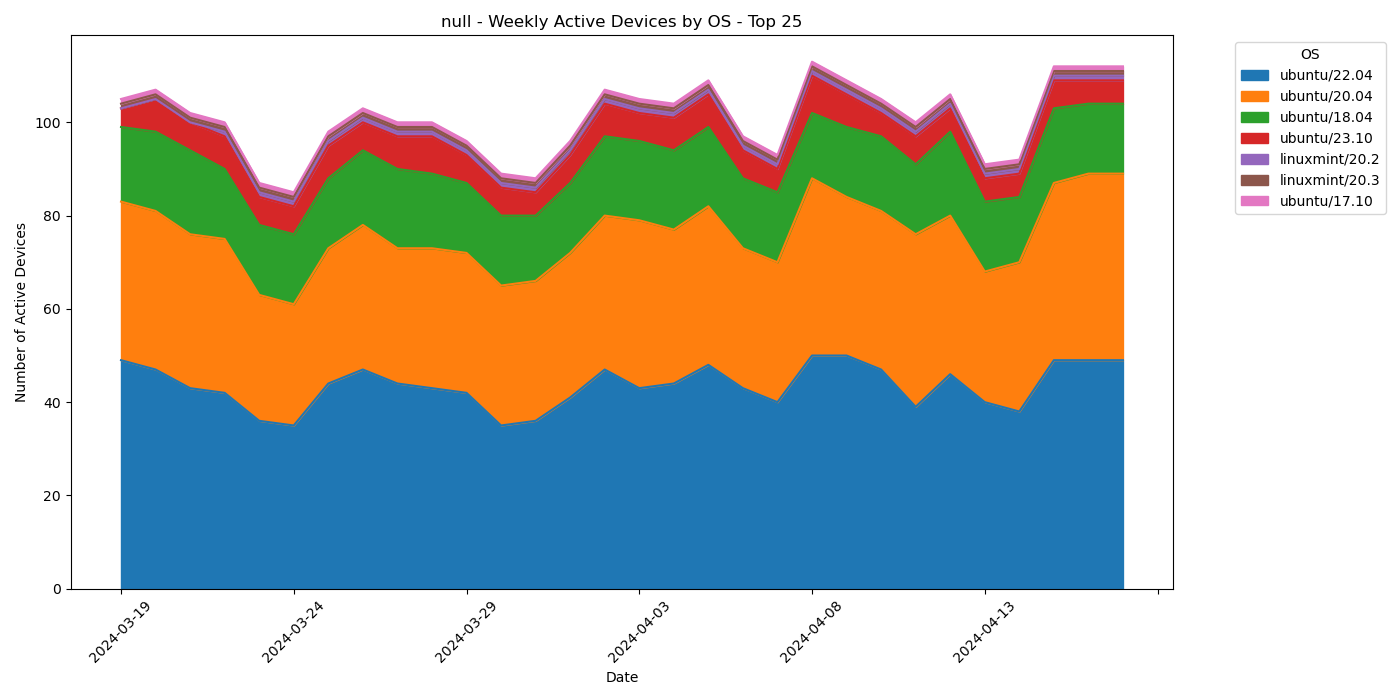 null - Weekly Active Devices by OS - Top 25
OS
ubuntu/22.04
ubuntu/20.04
ubuntu/18.04
ubuntu/23.10
linuxmint/20.2
linuxmint/20.3
ubuntu/17.10
Number of Active Devices
100
80
60
40
20
0
2024-03-19
2024-03-24
2024-03-29
2024-04-03
2024-04-08
2024-04-13
Date